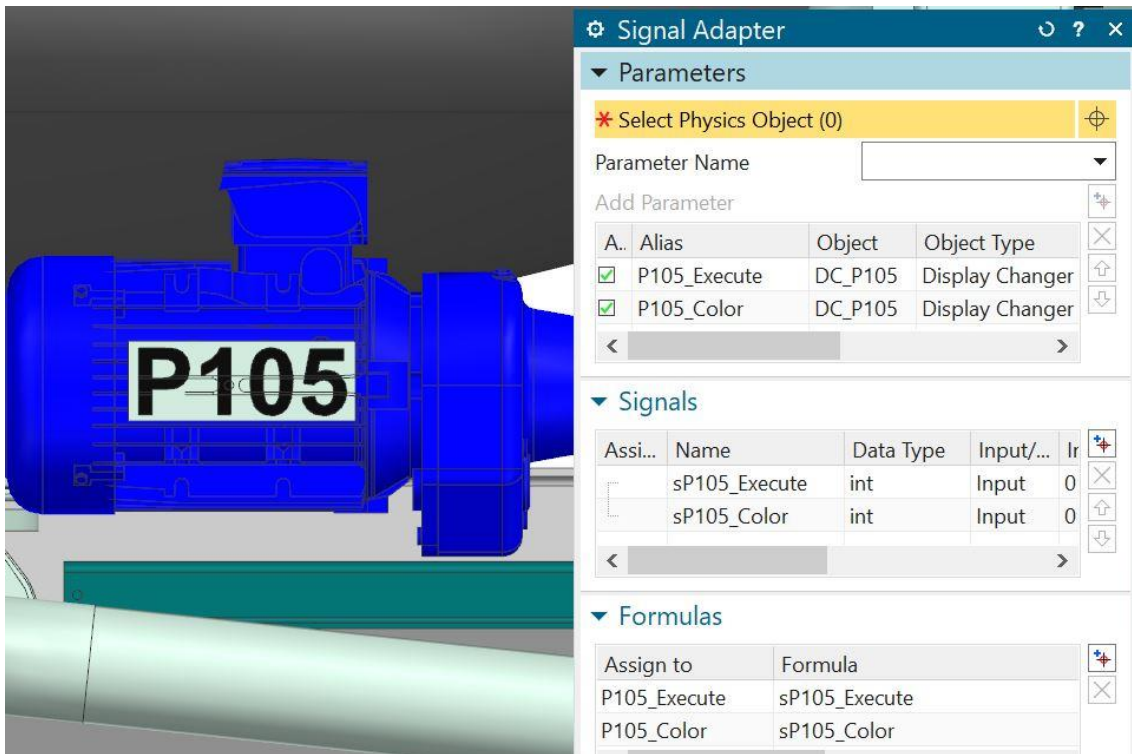 P105
Signal Adapter
Parameters
* Select Physics Object (0)
Parameter Name
Add Parameter
A.. Alias Object Object Type
P105_Execute DC_P105 Display Changer
P105_Color DC_P105 Display Changer
Signals
Assi... Name Data Type Input/... Ir
sP105_Execute int Input 0
sP105_Color int Input 0
Formulas
Assign to Formula
P105_Execute sP105_Execute
P105_Color sP105_Color